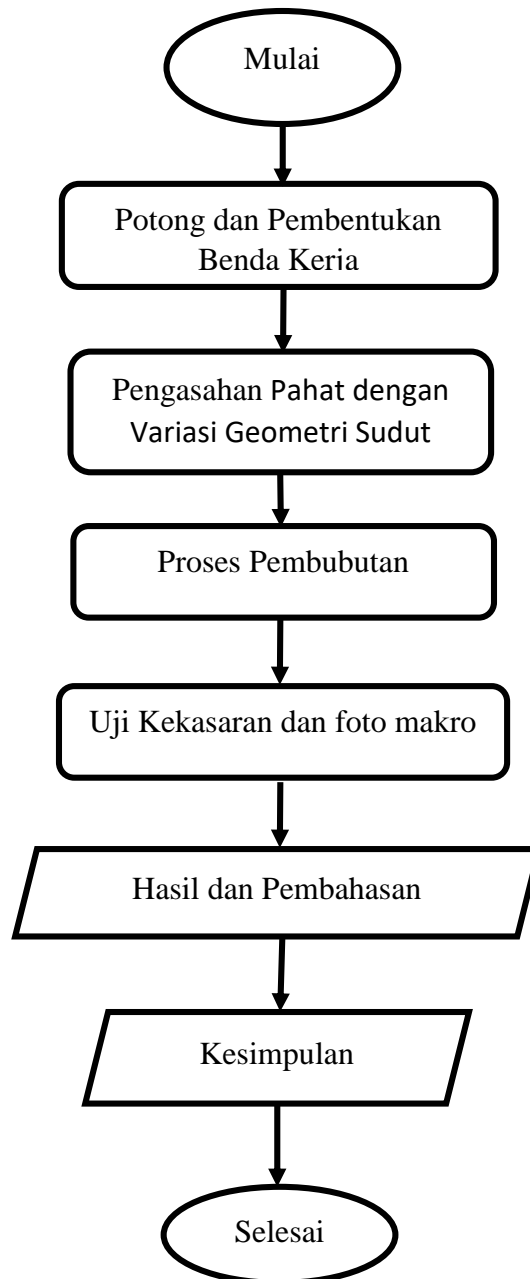 Mulai
Potong dan Pembentukan
Benda Kerja
Pengasahan Pahat dengan
Variasi Geometri Sudut
Proses Pembubutan
Uji Kekasaran dan foto makro
Hasil dan Pembahasan
Kesimpulan
Selesai